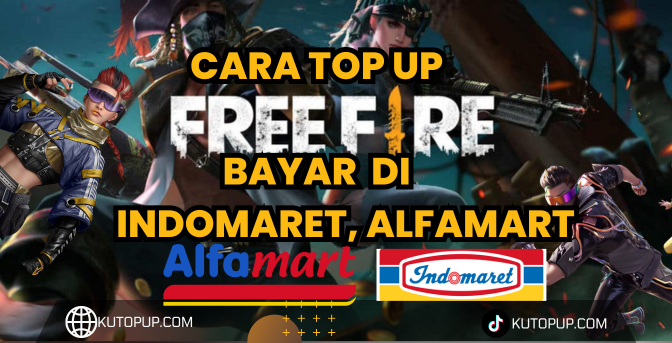 CARA TOP UP
FREE FIRE
BAYAR DI
INDOMARET, ALFAMART
Alfamart
Indomaret
KUTOPUP.COM
KUTOPUP.COM